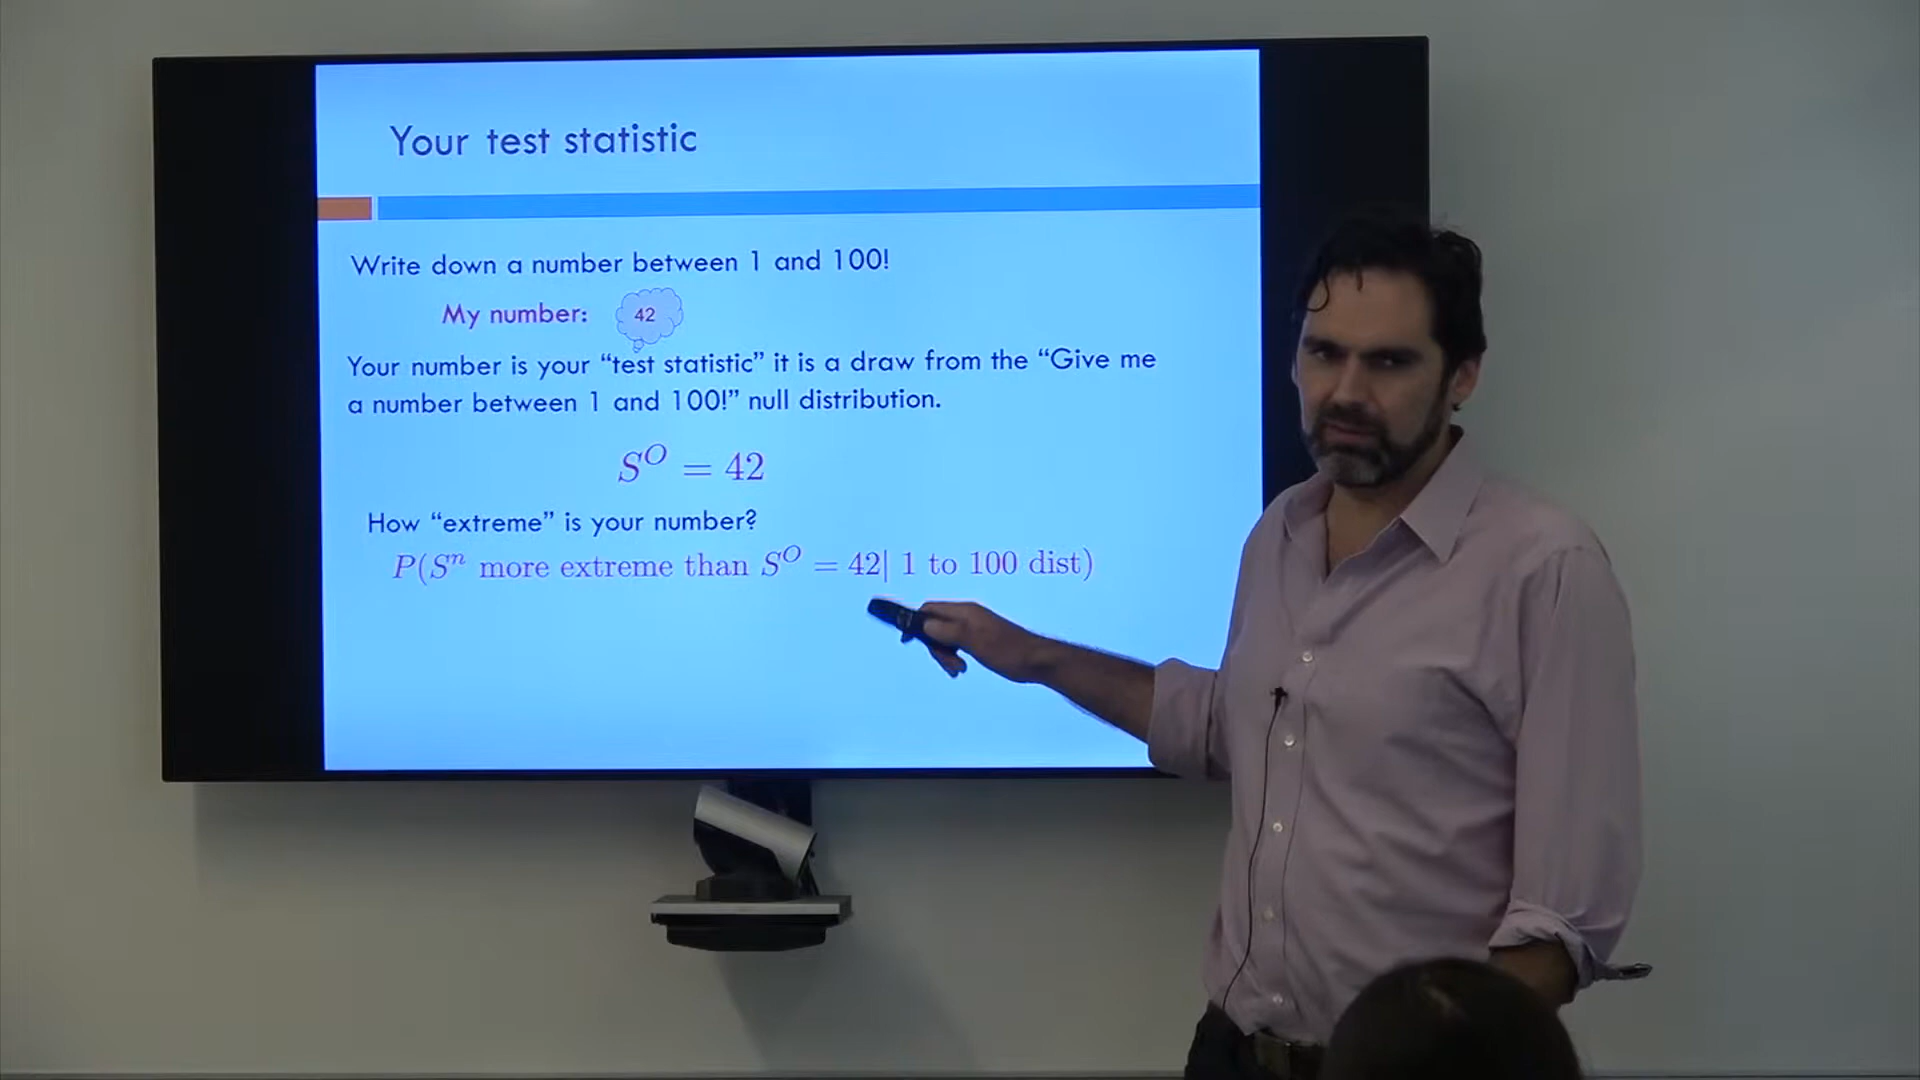 Your test statistic
Write down a number between 1 and 100!
My number: 42
Your number is your “test statistic” it is a draw from the “Give me
a number between 1 and 100!” null distribution.
S^O = 42
How “extreme” is your number?
P(S^n more extreme than S^O = 42| 1 to 100 dist)